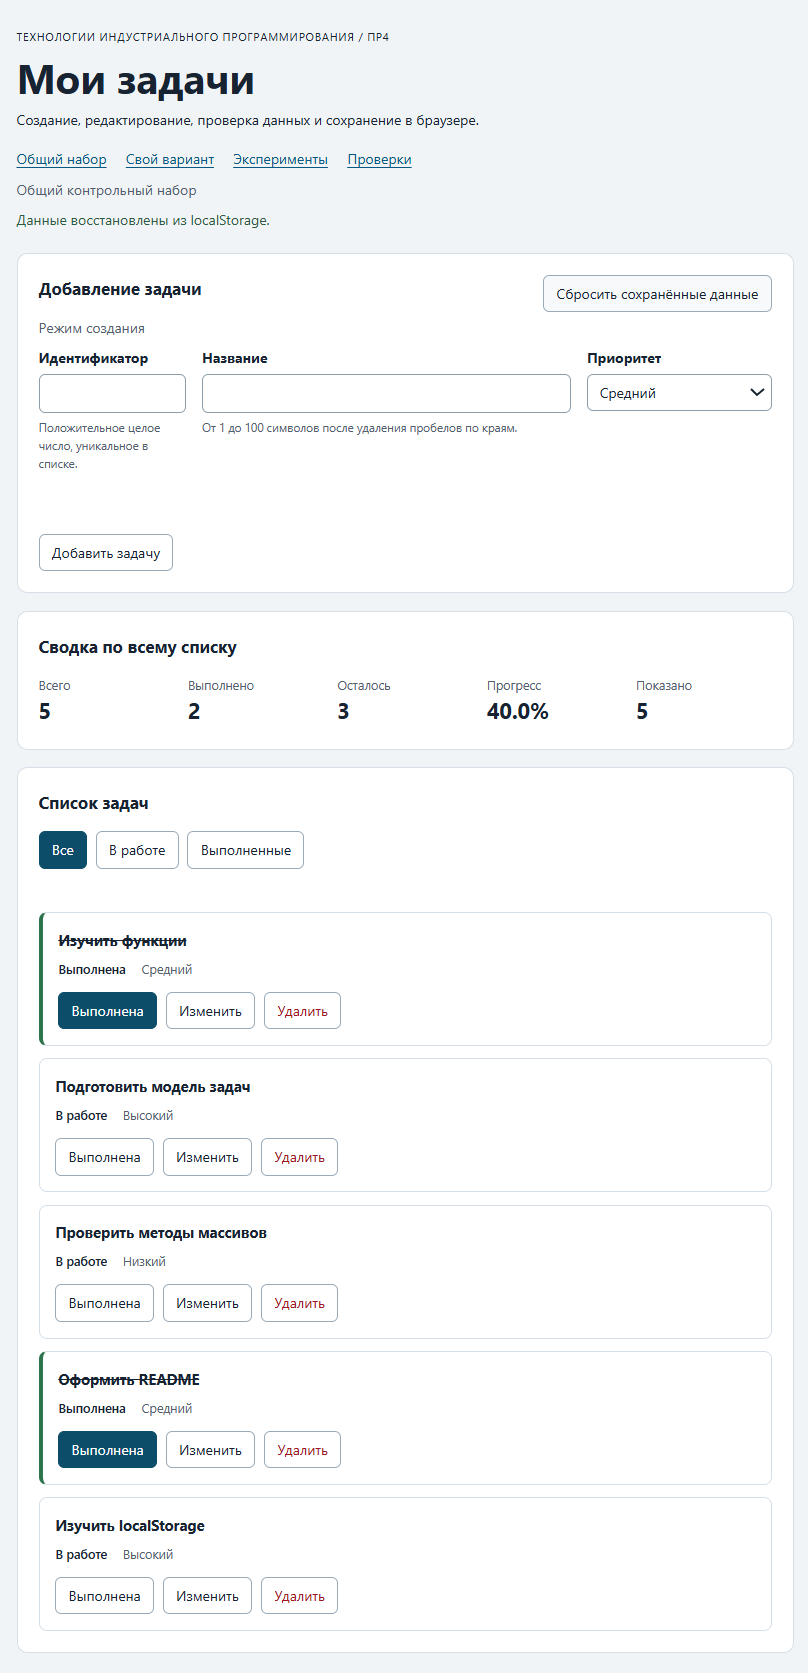 ТЕХНОЛОГИИ ИНДУСТРИАЛЬНОГО ПРОГРАММИРОВАНИЯ / ПР4
Мои задачи
Создание, редактирование, проверка данных и сохранение в браузере.
Общий набор Свой вариант Эксперименты Проверки
Общий контрольный набор
Данные восстановлены из localStorage.
Добавление задачи Сбросить сохранённые данные
Режим создания
Идентификатор Название Приоритет
Средний
Положительное целое От 1 до 100 символов после удаления пробелов по краям.
число, уникальное в
списке.
Добавить задачу
Сводка по всему списку
Всего Выполнено Осталось Прогресс Показано
5 2 3 40.0% 5
Список задач
Все В работе Выполненные
Изучить функции
Выполнена Средний
Выполнена Изменить Удалить
Подготовить модель задач
В работе Высокий
Выполнена Изменить Удалить
Проверить методы массивов
В работе Низкий
Выполнена Изменить Удалить
Оформить README
Выполнена Средний
Выполнена Изменить Удалить
Изучить localStorage
В работе Высокий
Выполнена Изменить Удалить